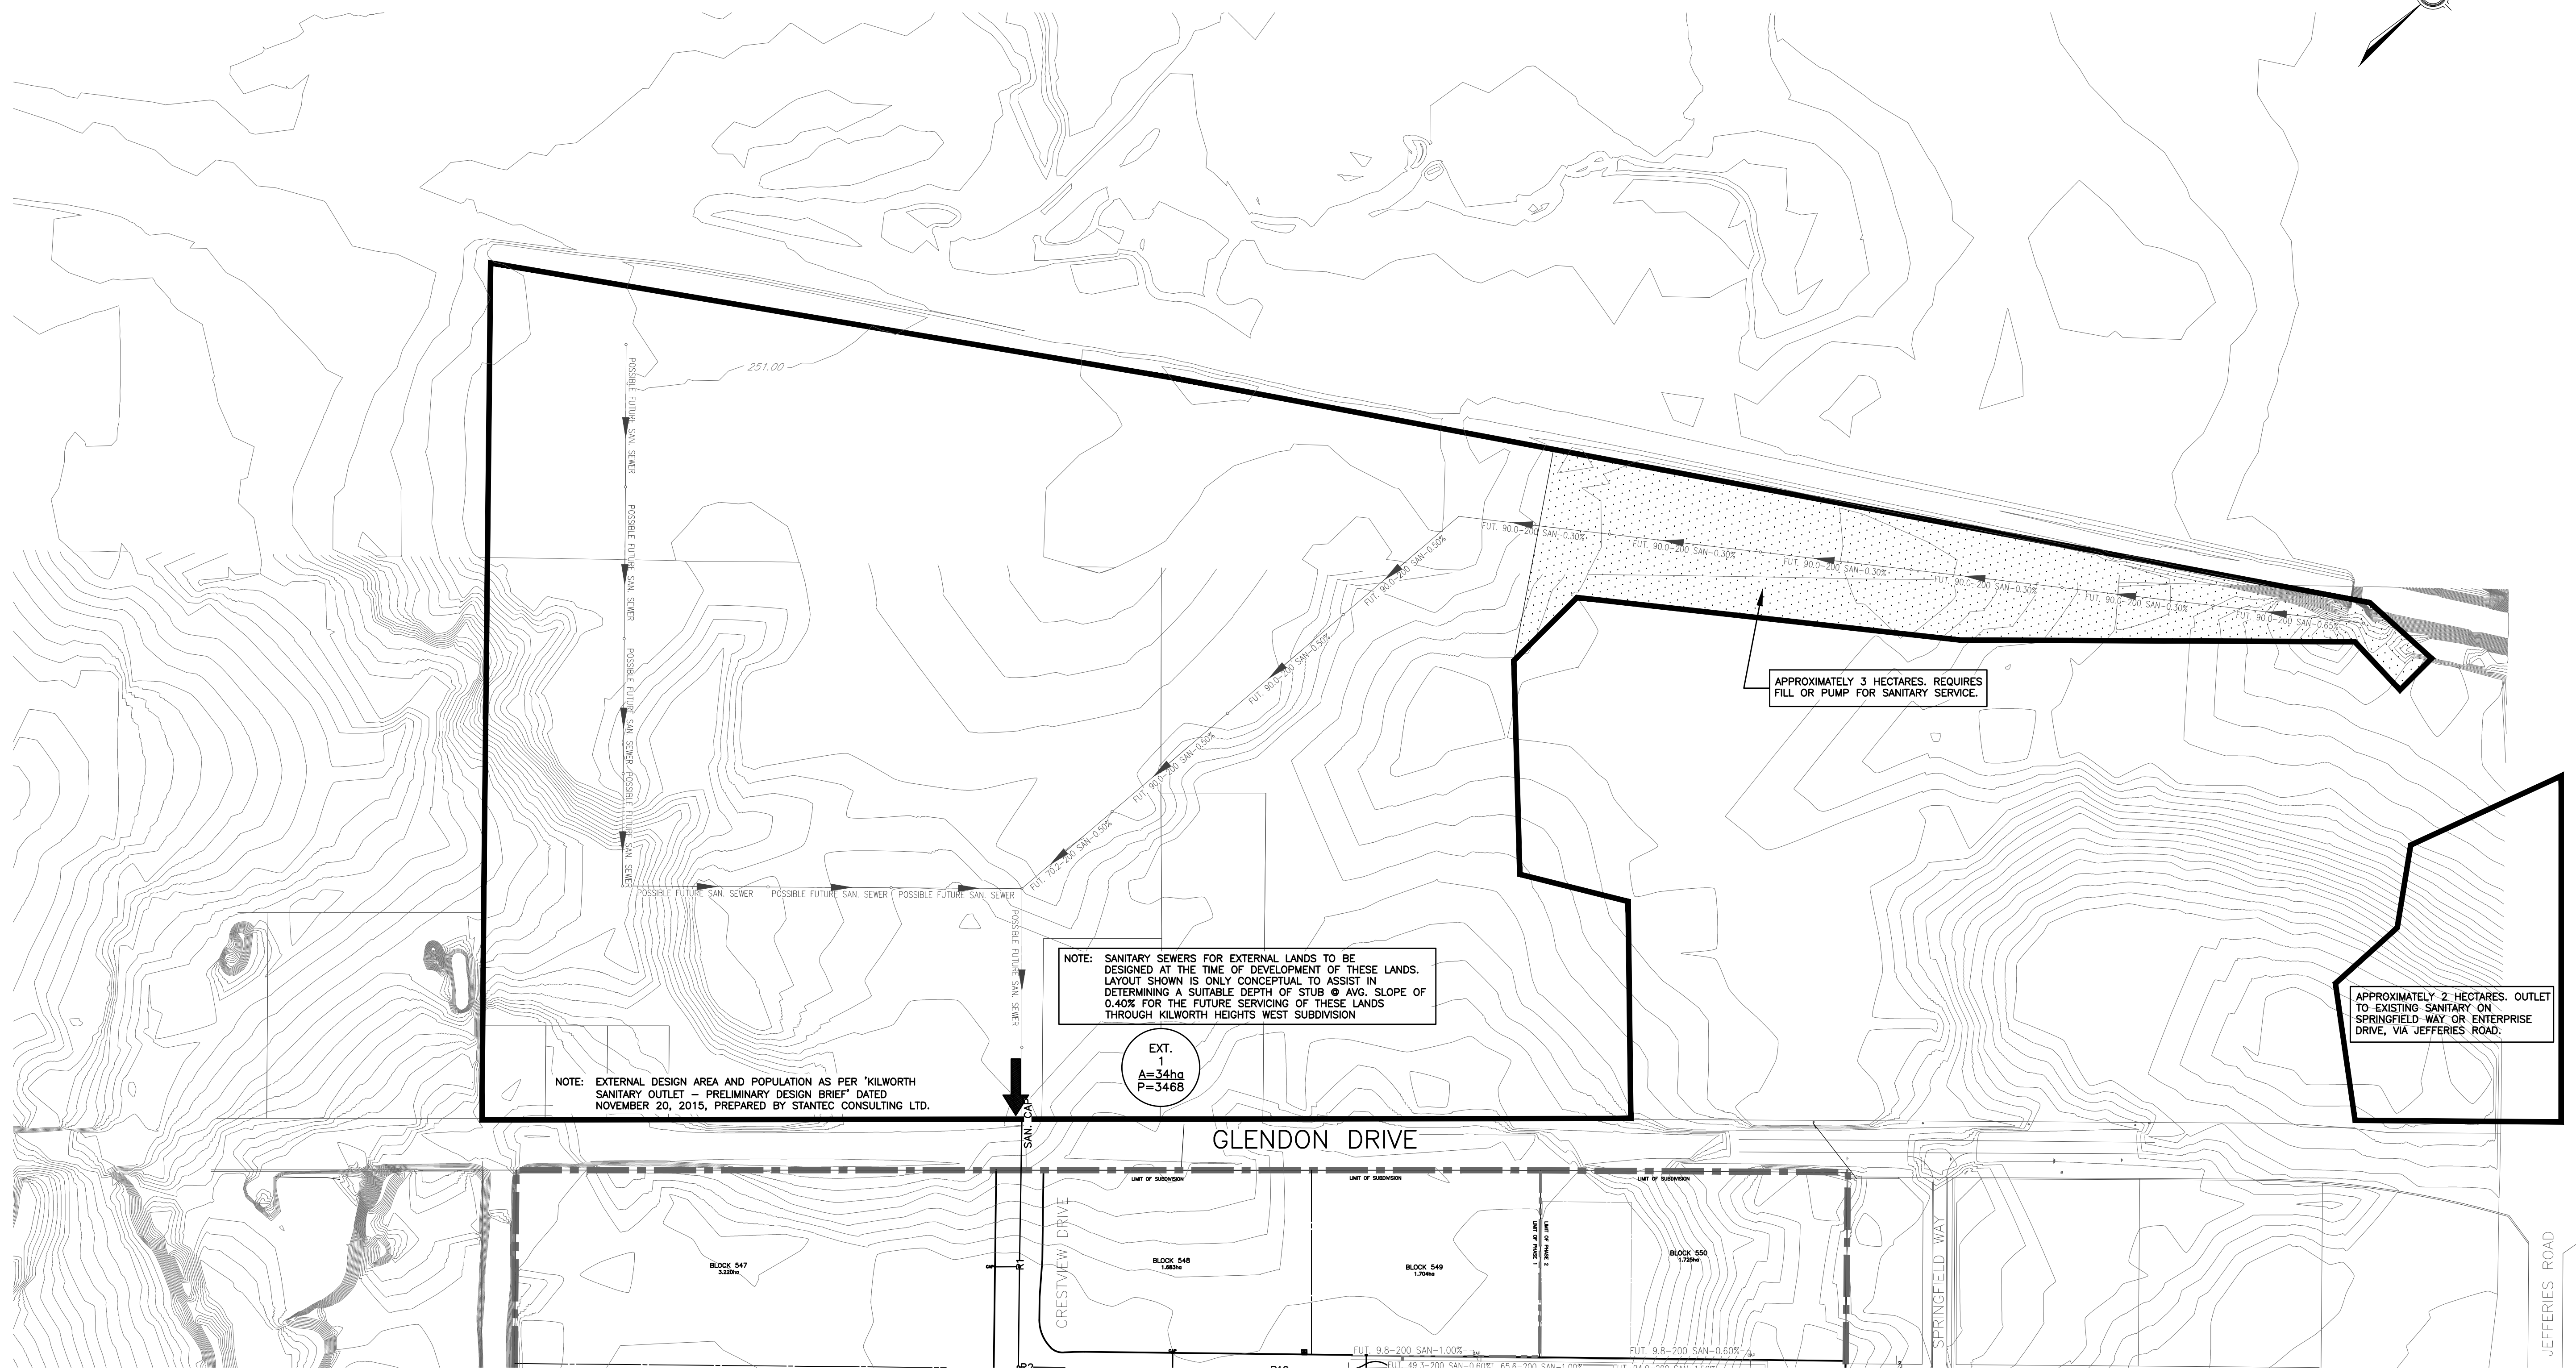 251.00
POSSIBLE FUTURE SAN. SEWER
POSSIBLE FUTURE SAN. SEWER
POSSIBLE FUTURE SAN. SEWER
POSSIBLE FUTURE SAN. SEWER
POSSIBLE FUTURE SAN. SEWER
POSSIBLE FUTURE SAN. SEWER
POSSIBLE FUTURE SAN. SEWER
POSSIBLE FUTURE SAN. SEWER
FUT. 90.0-200 SAN-0.30%
FUT. 90.0-200 SAN-0.30%
FUT. 90.0-200 SAN-0.30%
FUT. 90.0-200 SAN-0.30%
FUT. 90.0-200 SAN-0.30%
FUT. 90.0-200 SAN-0.65%
FUT. 90.0-200 SAN-0.50%
FUT. 90.0-200 SAN-0.50%
FUT. 90.0-200 SAN-0.50%
FUT. 70.2-200 SAN-0.50%
APPROXIMATELY 3 HECTARES. REQUIRES
FILL OR PUMP FOR SANITARY SERVICE.
POSSIBLE FUTURE SAN. SEWER
NOTE: SANITARY SEWERS FOR EXTERNAL LANDS TO BE
DESIGNED AT THE TIME OF DEVELOPMENT OF THESE LANDS.
LAYOUT SHOWN IS ONLY CONCEPTUAL TO ASSIST IN
DETERMINING A SUITABLE DEPTH OF STUB @ AVG. SLOPE OF
0.40% FOR THE FUTURE SERVICING OF THESE LANDS
THROUGH KILWORTH HEIGHTS WEST SUBDIVISION
APPROXIMATELY 2 HECTARES. OUTLET
TO EXISTING SANITARY ON
SPRINGFIELD WAY OR ENTERPRISE
DRIVE, VIA JEFFERIES ROAD.
EXT.
1
A=34ha
P=3468
NOTE: EXTERNAL DESIGN AREA AND POPULATION AS PER 'KILWORTH
SANITARY OUTLET – PRELIMINARY DESIGN BRIEF' DATED
NOVEMBER 20, 2015, PREPARED BY STANTEC CONSULTING LTD.
SAN. CAP
GLENDON DRIVE
LIMIT OF SUBDIVISION
LIMIT OF SUBDIVISION
LIMIT OF SUBDIVISION
CRESTVIEW DRIVE
LIMIT OF PHASE 1
LIMIT OF PHASE 2
SPRINGFIELD WAY
JEFFERIES ROAD
BLOCK 547
3.220ha
BLOCK 548
1.683ha
BLOCK 549
1.704ha
BLOCK 550
1.725ha
CAP
R1
CAP
FUT. 9.8-200 SAN-1.00%
CAP
FUT. 9.8-200 SAN-0.60%
CAP
FUT. 49.3-200 SAN-0.60%
65.6-200 SAN-1.00%